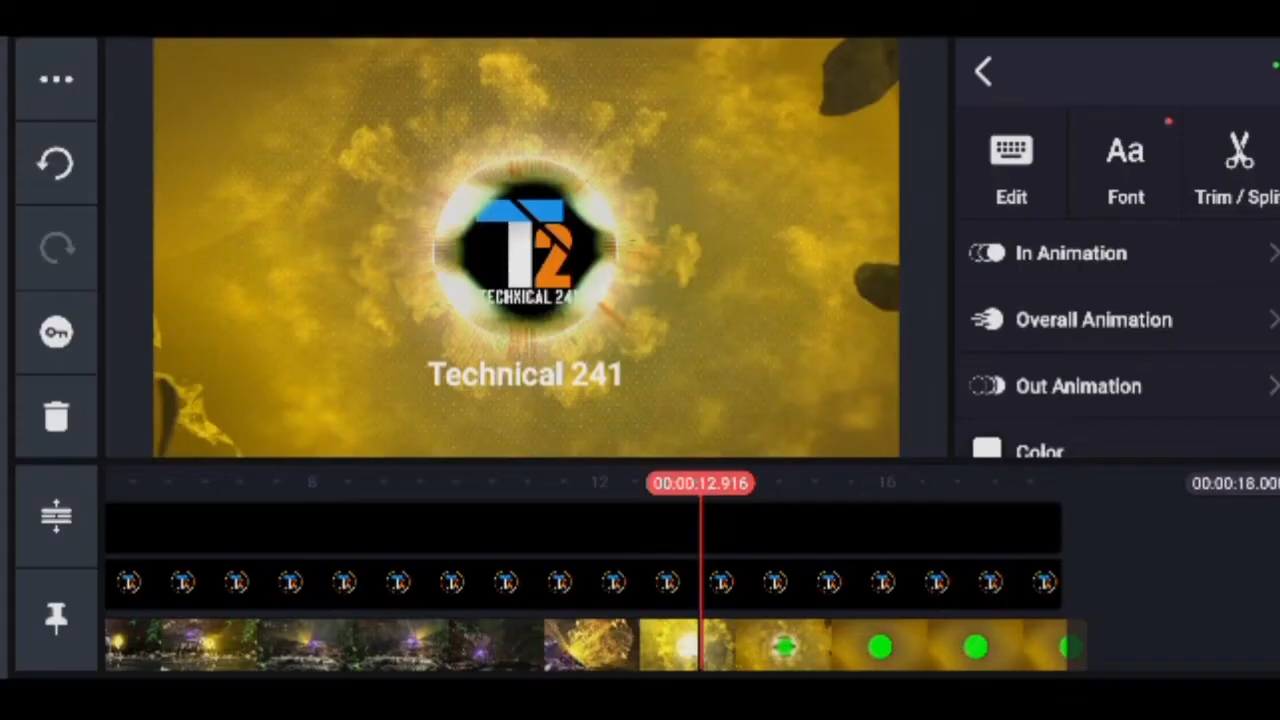 Edit
Aa
Font
Trim / Split
In Animation
Overall Animation
Out Animation
Color
T2
TECHNICAL 241
Technical 241
8
12
16
00:00:12.916
00:00:18.000